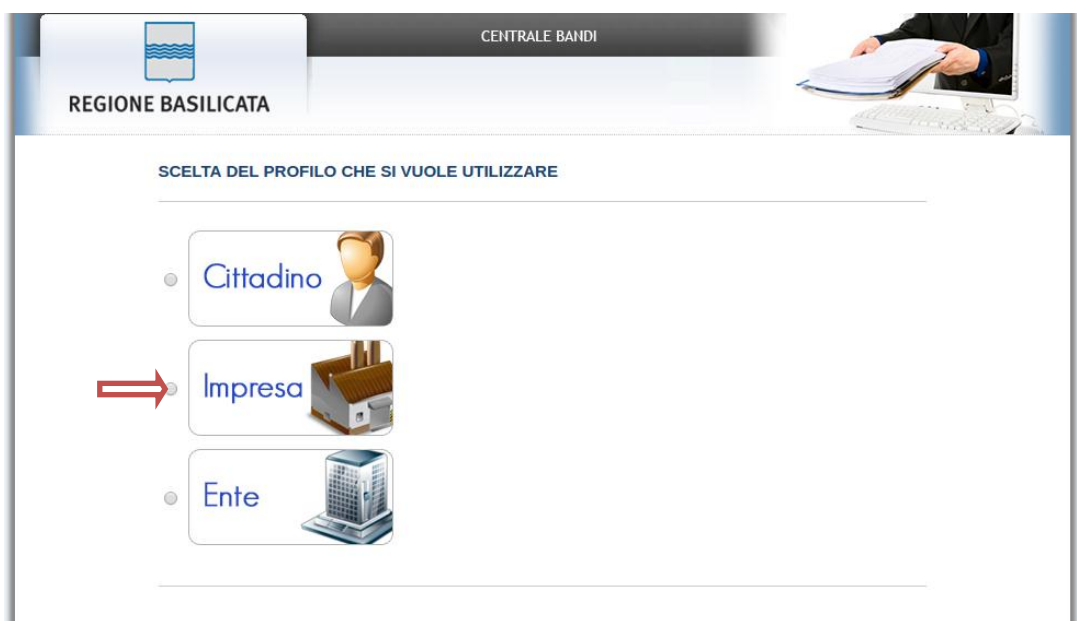 CENTRALE BANDI
REGIONE BASILICATA
SCELTA DEL PROFILO CHE SI VUOLE UTILIZZARE
Cittadino
Impresa
Ente